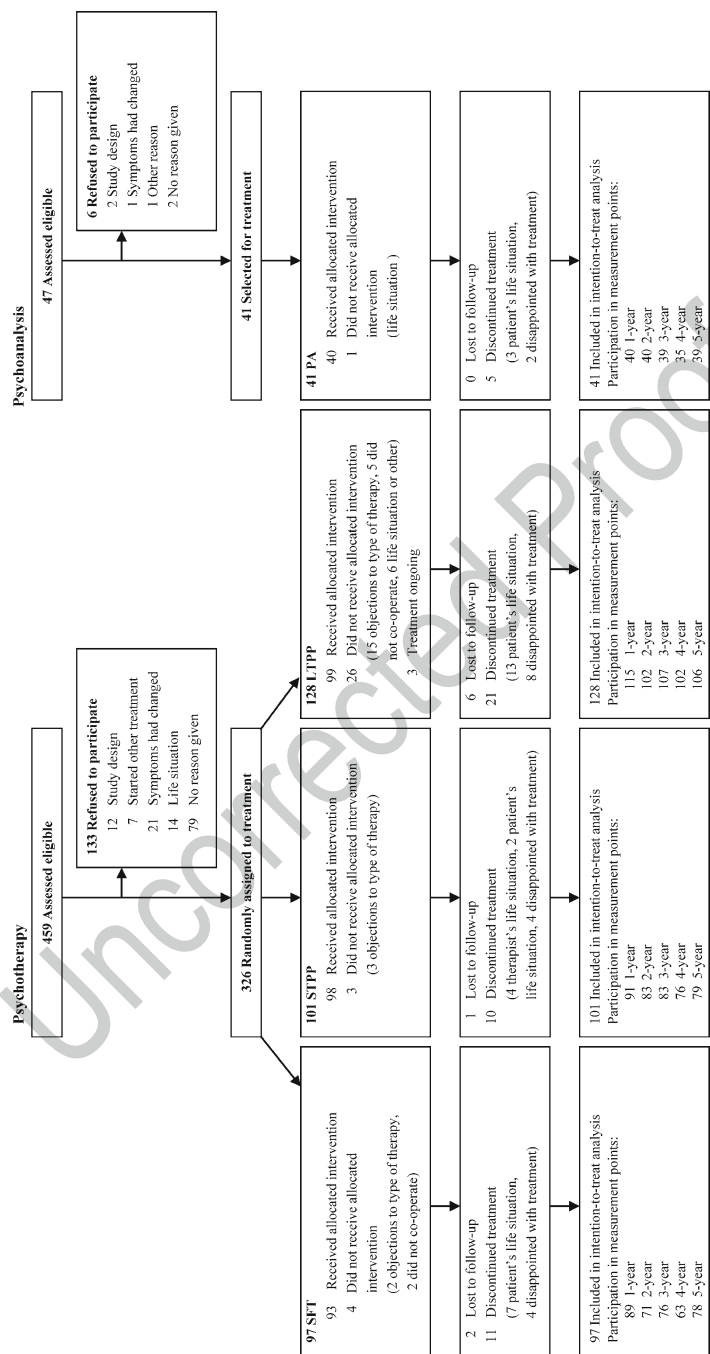 Psychotherapy
459 Assessed eligible
133 Refused to participate
12 Study design
7 Started other treatment
21 Symptoms had changed
14 Life situation
79 No reason given
326 Randomly assigned to treatment
97 SFT
93 Received allocated intervention
4 Did not receive allocated
intervention
(2 objections to type of therapy,
2 did not co-operate)
2 Lost to follow-up
11 Discontinued treatment
(7 patient's life situation,
4 disappointed with treatment)
97 Included in intention-to-treat analysis
Participation in measurement points:
89 1-year
71 2-year
76 3-year
63 4-year
78 5-year
101 STPP
98 Received allocated intervention
3 Did not receive allocated intervention
(3 objections to type of therapy)
1 Lost to follow-up
10 Discontinued treatment
(4 therapist's life situation, 2 patient's
life situation, 4 disappointed with treatment)
101 Included in intention-to-treat analysis
Participation in measurement points:
91 1-year
83 2-year
83 3-year
76 4-year
79 5-year
128 LTPP
99 Received allocated intervention
26 Did not receive allocated intervention
(15 objections to type of therapy, 5 did
not co-operate, 6 life situation or other)
3 Treatment ongoing
6 Lost to follow-up
21 Discontinued treatment
(13 patient's life situation,
8 disappointed with treatment)
128 Included in intention-to-treat analysis
Participation in measurement points:
115 1-year
102 2-year
107 3-year
102 4-year
106 5-year
Psychoanalysis
47 Assessed eligible
6 Refused to participate
2 Study design
1 Symptoms had changed
1 Other reason
2 No reason given
41 Selected for treatment
41 PA
40 Received allocated intervention
1 Did not receive allocated
intervention
(life situation )
0 Lost to follow-up
5 Discontinued treatment
(3 patient's life situation,
2 disappointed with treatment)
41 Included in intention-to-treat analysis
Participation in measurement points:
40 1-year
40 2-year
39 3-year
35 4-year
39 5-year
Uncorrected Proo